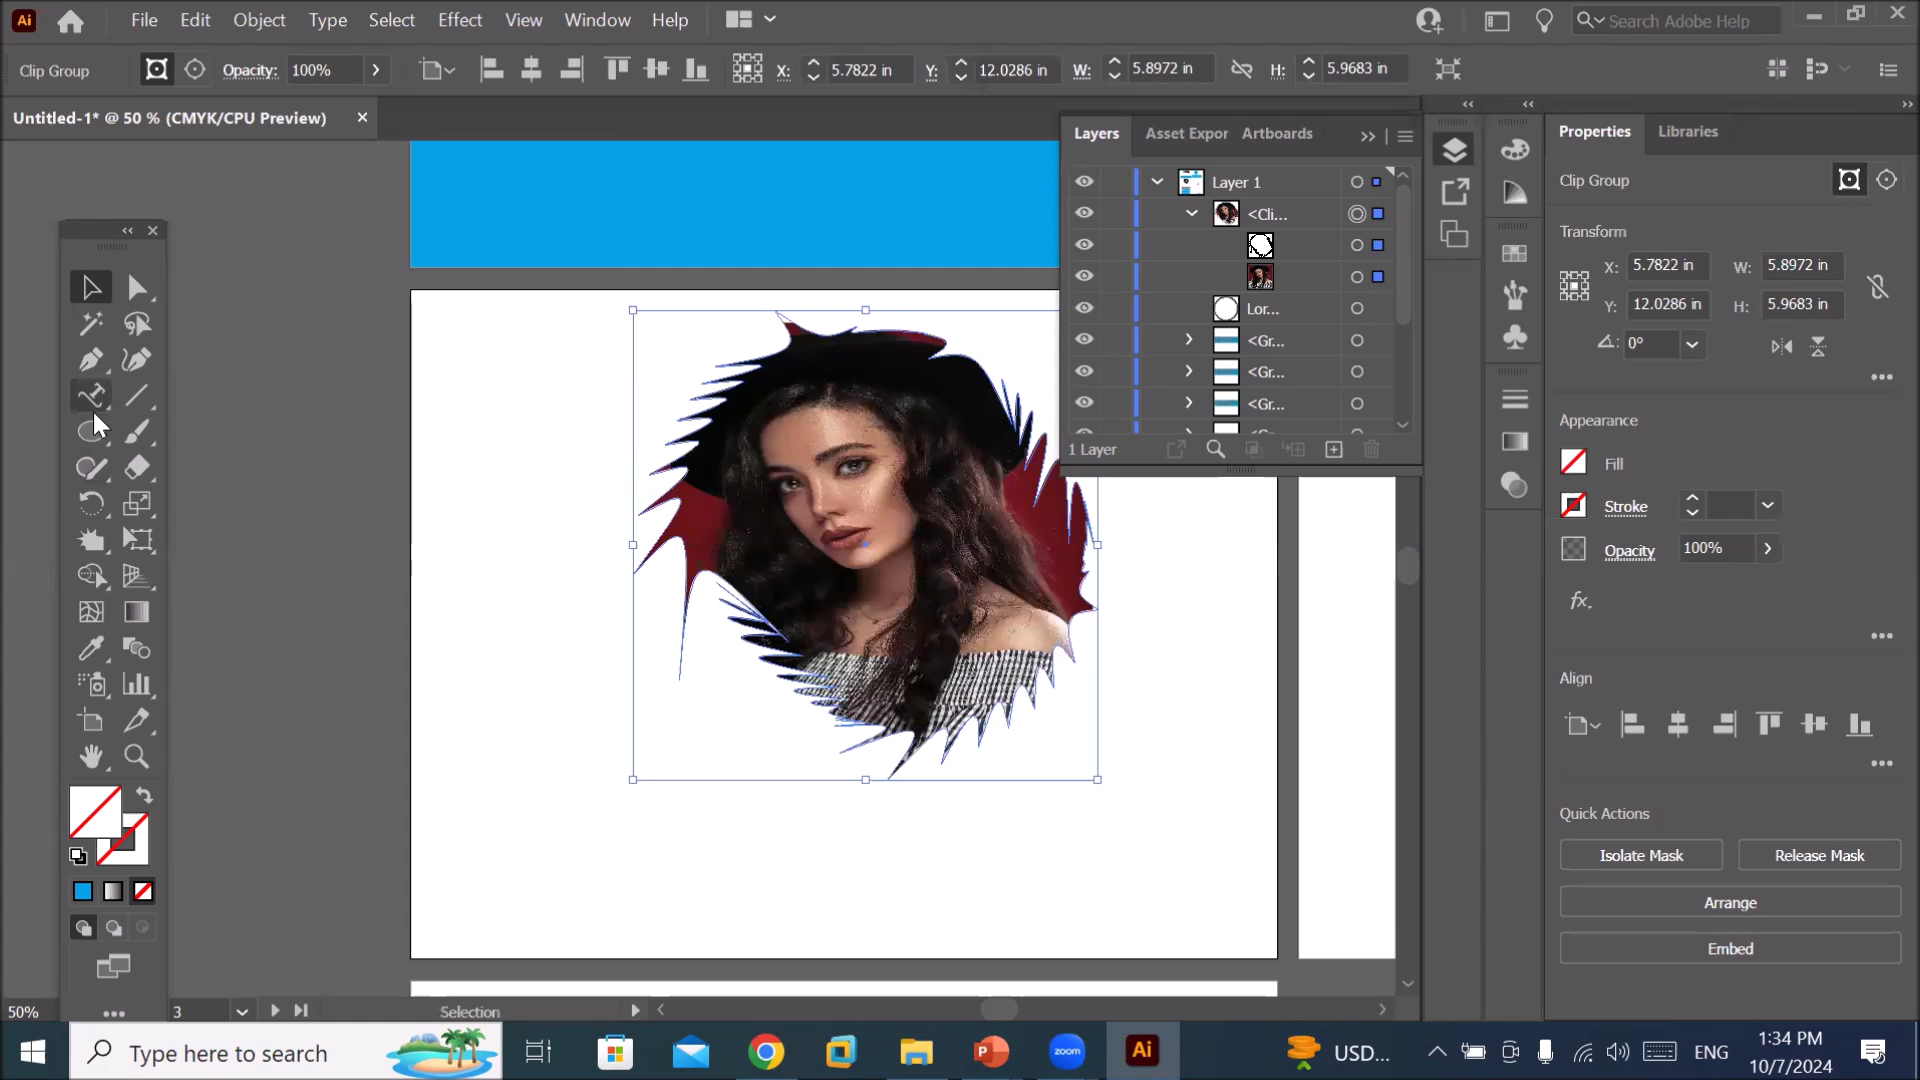 Ai File Edit Object Type Select Effect View Window Help Search Adobe Help
Clip Group Opacity: 100% X: 5.7822 in Y: 12.0286 in W: 5.8972 in H: 5.9683 in
Untitled-1* @ 50 % (CMYK/CPU Preview)
Layers Asset Expor Artboards
Layer 1
<Cli...
Lor...
<Gr...
<Gr...
<Gr...
1 Layer
Properties Libraries
Clip Group
Transform
X: 5.7822 in W: 5.8972 in
Y: 12.0286 in H: 5.9683 in
0°
Appearance
Fill
Stroke
Opacity 100%
fx.
Align
Quick Actions
Isolate Mask Release Mask
Arrange
Embed
50% 3 Selection
Type here to search P zoom Ai USD... ENG 1:34 PM
10/7/2024